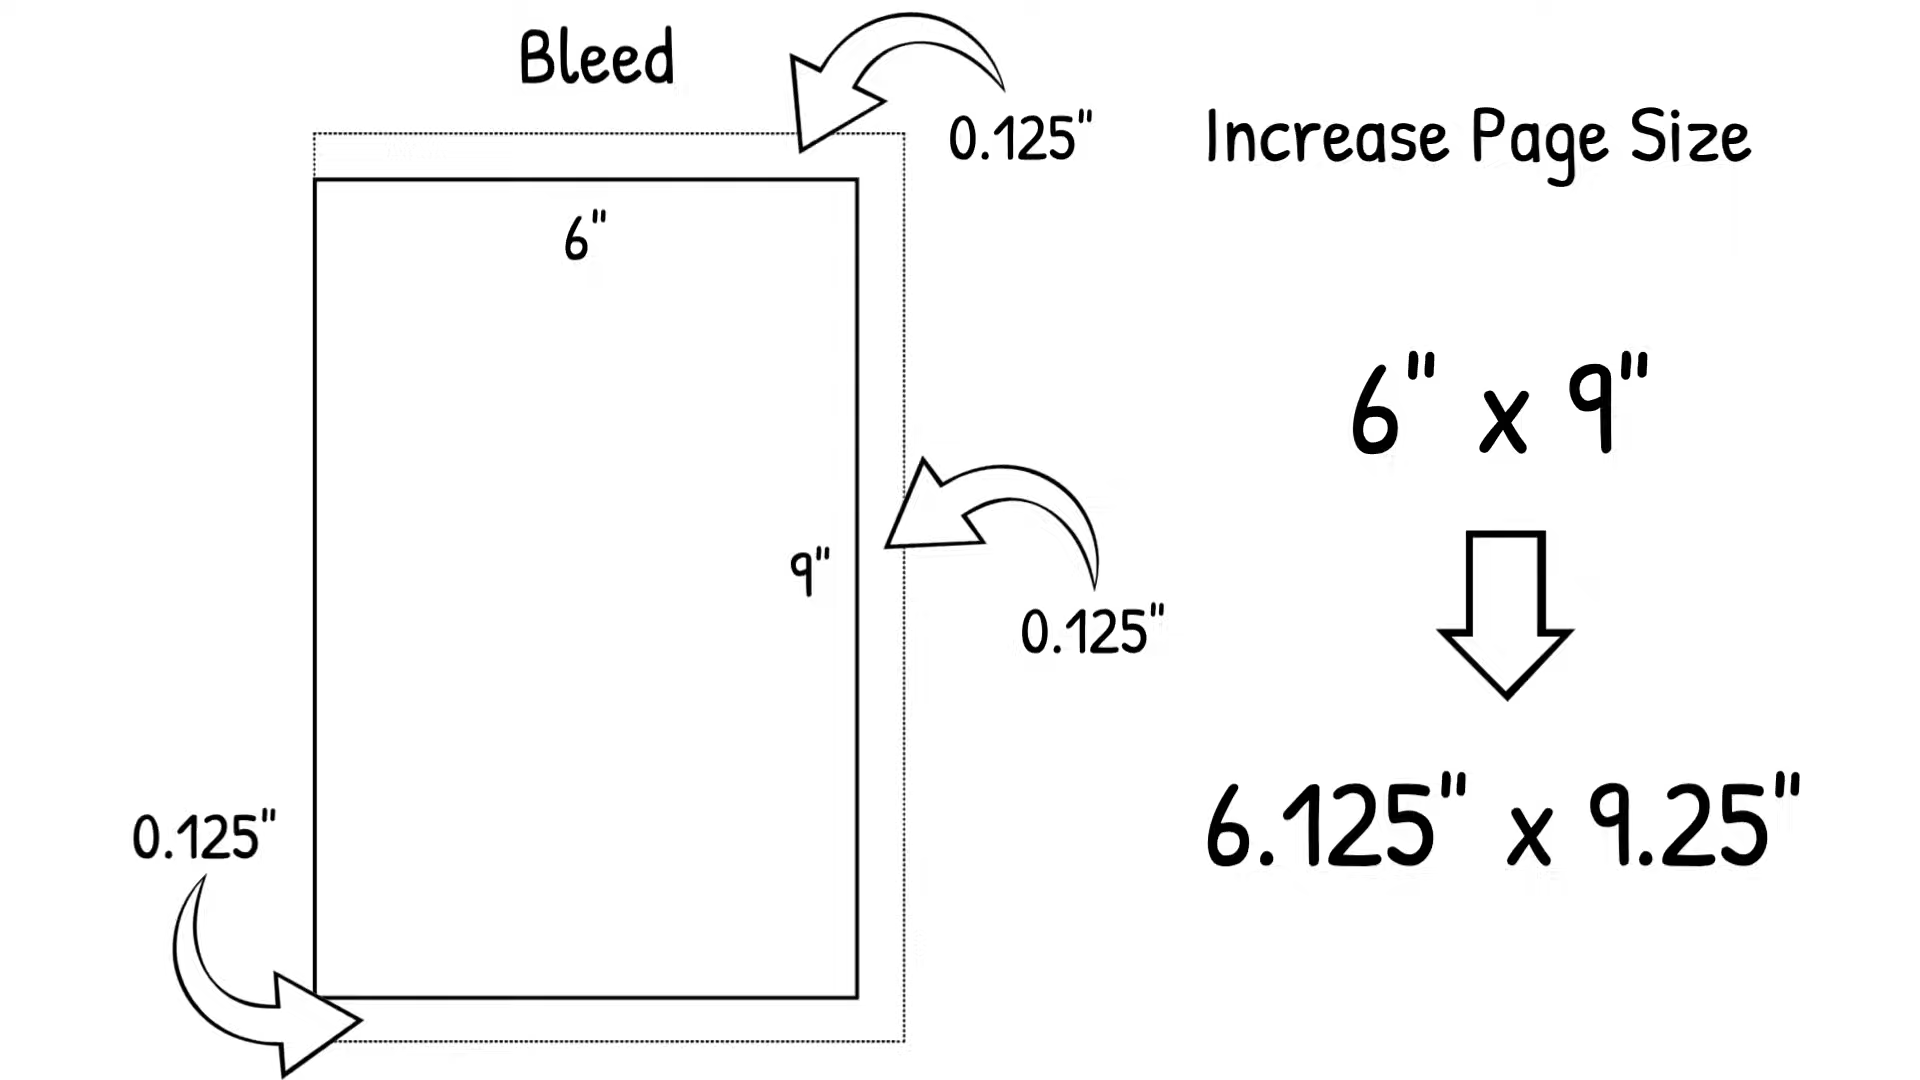 Bleed
0.125"
Increase Page Size
6"
6" x 9"
9"
0.125"
0.125"
6.125" x 9.25"